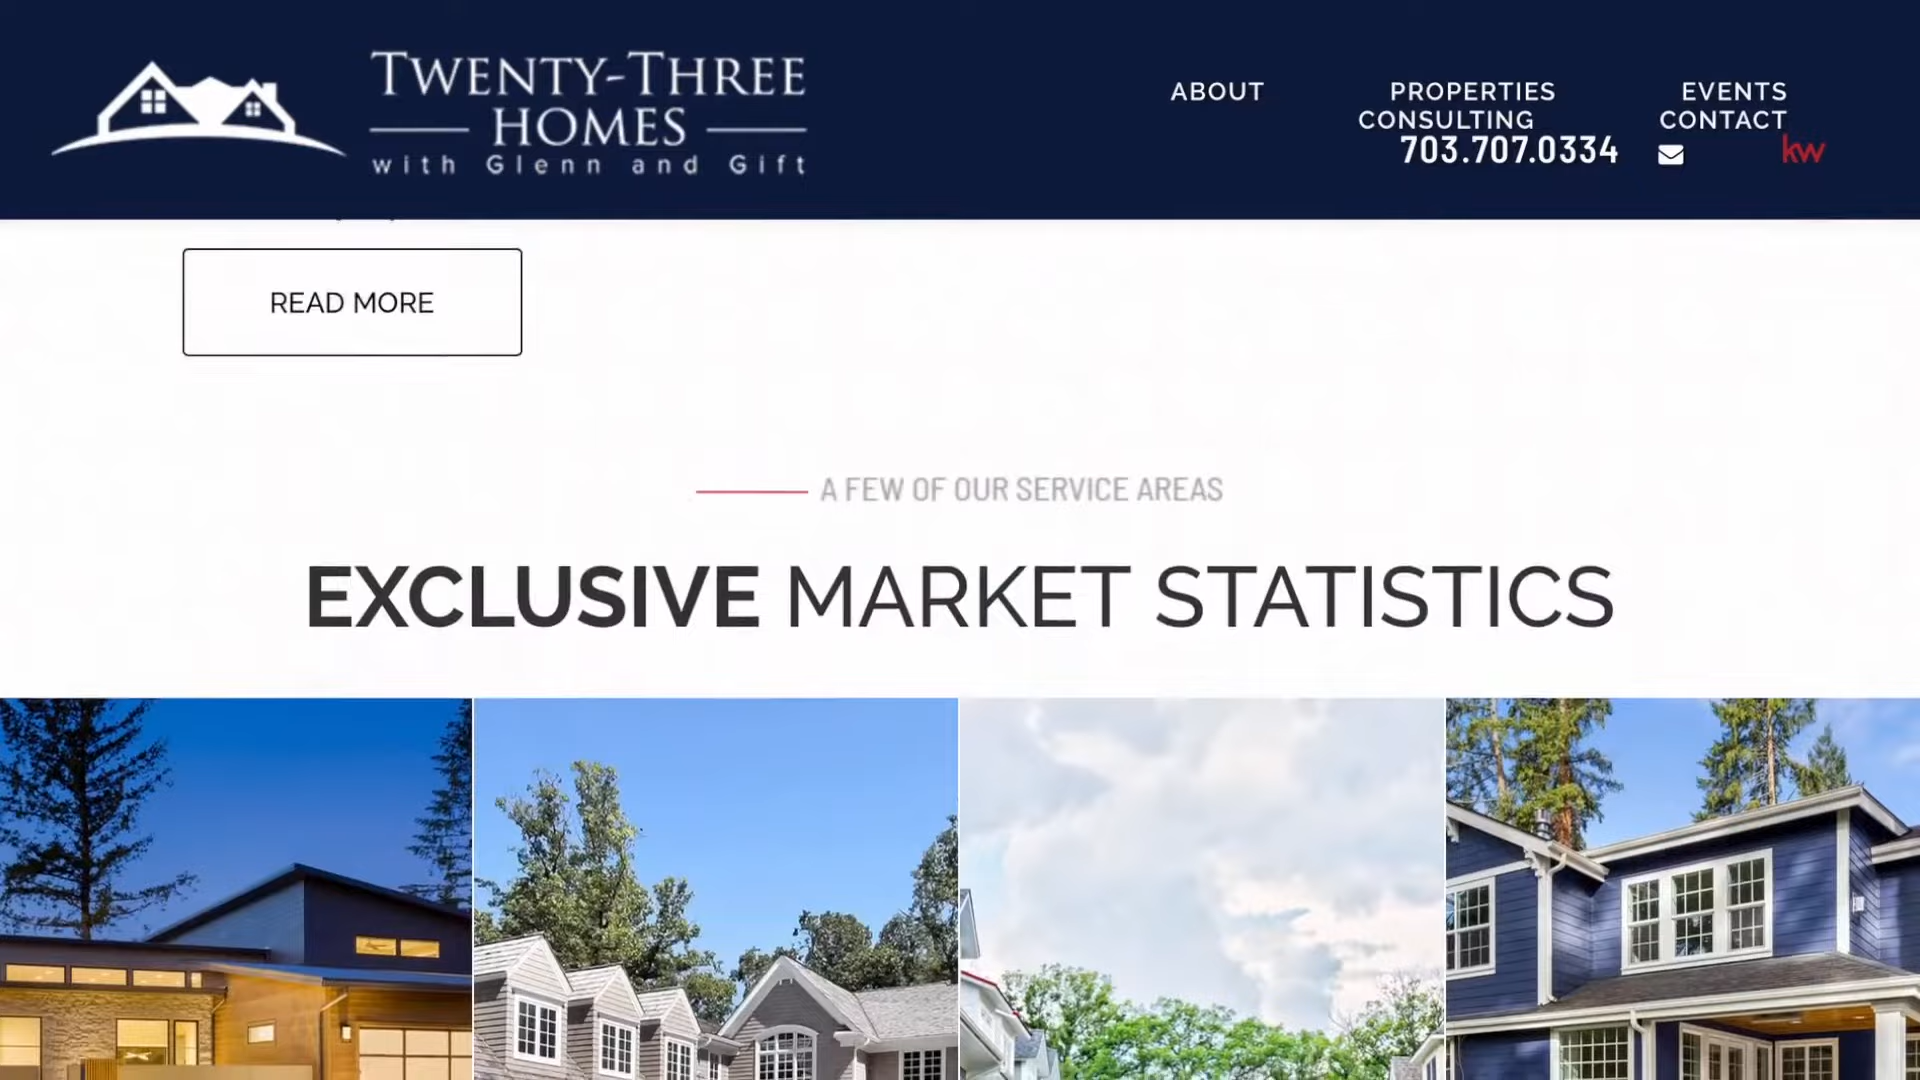 TWENTY-THREE
HOMES
with Glenn and Gift
ABOUT
PROPERTIES
EVENTS
CONSULTING
CONTACT
703.707.0334
kw
READ MORE
A FEW OF OUR SERVICE AREAS
EXCLUSIVE MARKET STATISTICS